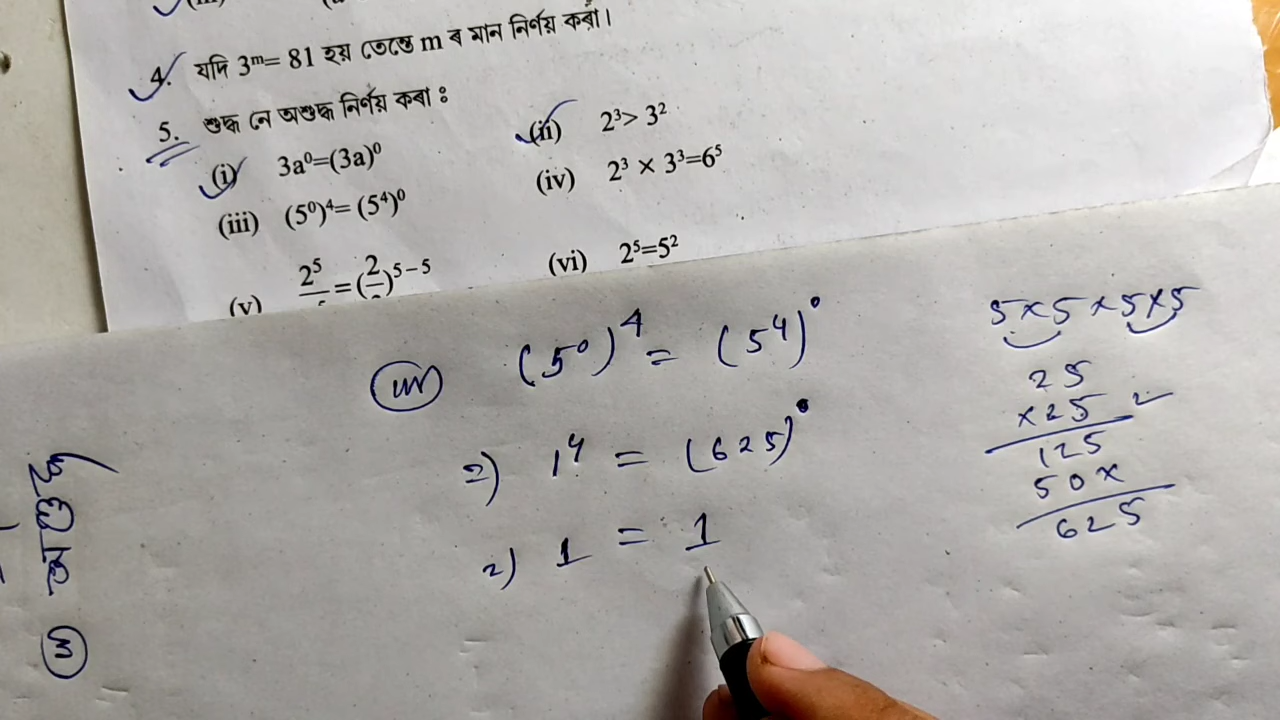 4. যদি 3ᵐ= 81 হয় তেন্তে m ৰ মান নিৰ্ণয় কৰাঁ।
5. শুদ্ধ নে অশুদ্ধ নিৰ্ণয় কৰা ঃ
(i) 3a⁰=(3a)⁰ (ii) 2³> 3²
(iii) (5⁰)⁴= (5⁴)⁰ (iv) 2³ × 3³=6⁵
(v) 2⁵ = (2/ )⁵⁻⁵ (vi) 2⁵=5²
(iii) (5⁰)⁴ = (5⁴)⁰
⇒) 1⁴ = (625)⁰
⇒) 1 = 1
5×5×5×5
25
×25
125
50×
625